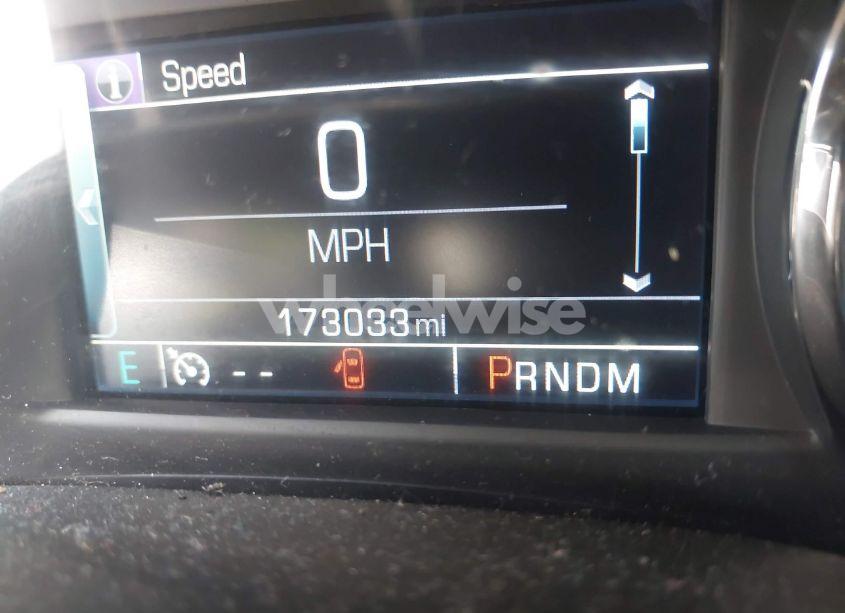 Speed
0
MPH
173033 mi
wheelwise
E -- PRNDM